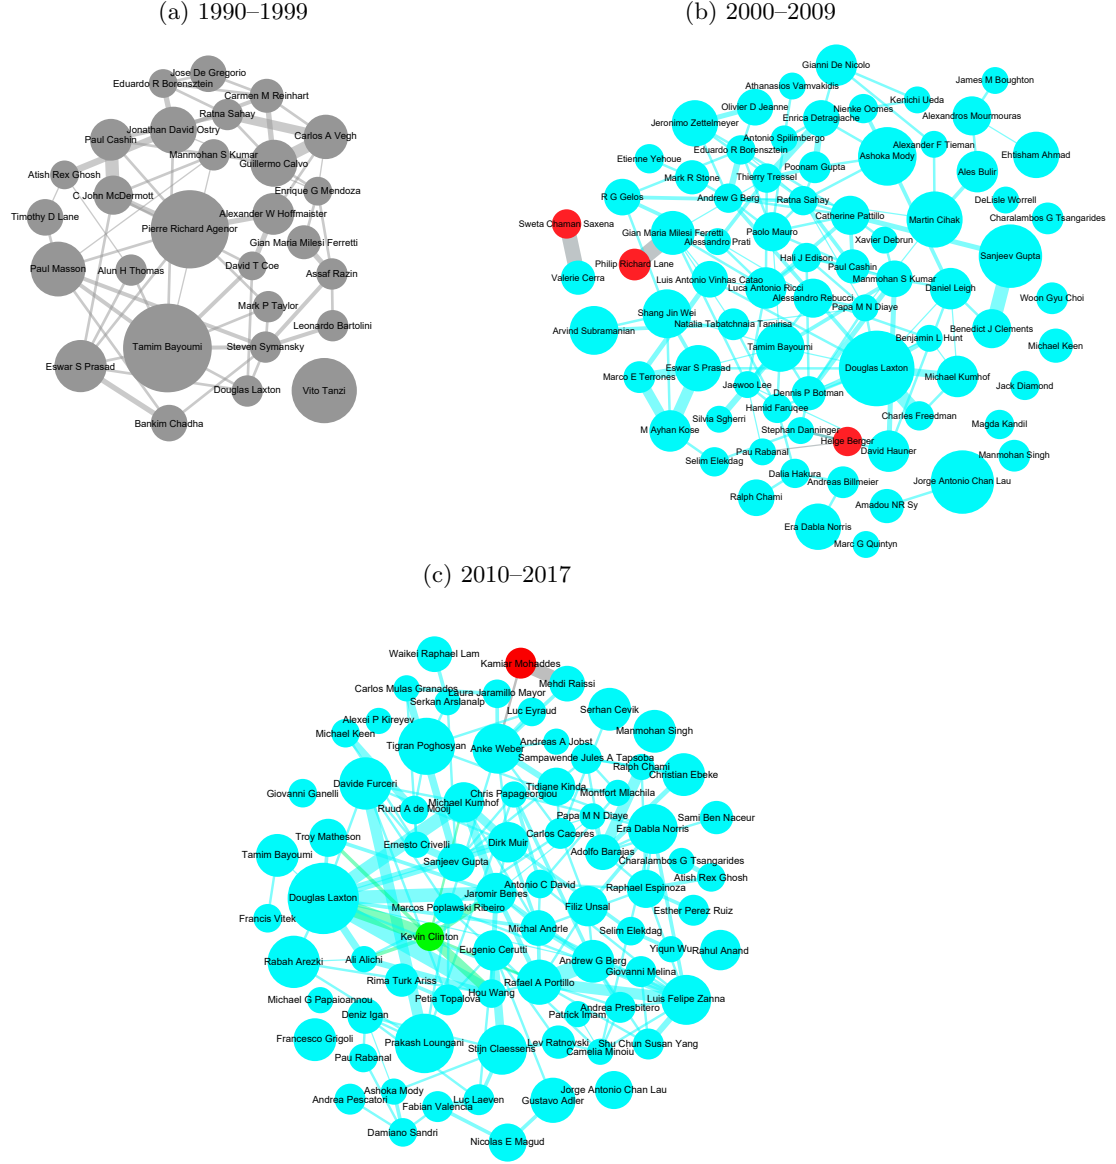 (a) 1990–1999
Jose De Gregorio
Eduardo R Borensztein
Carmen M Reinhart
Ratna Sahay
Jonathan David Ostry
Carlos A Vegh
Paul Cashin
Manmohan S Kumar
Guillermo Calvo
Atish Rex Ghosh
Enrique G Mendoza
C John McDermott
Timothy D Lane
Alexander W Hoffmaister
Pierre Richard Agenor
Gian Maria Milesi Ferretti
Paul Masson
Alun H Thomas
David T Coe
Assaf Razin
Mark P Taylor
Leonardo Bartolini
Tamim Bayoumi
Steven Symansky
Eswar S Prasad
Douglas Laxton
Vito Tanzi
Bankim Chadha
(b) 2000–2009
Gianni De Nicolo
James M Boughton
Athanasios Vamvakidis
Kenichi Ueda
Olivier D Jeanne
Nienke Oomes
Alexandros Mourmouras
Enrica Detragiache
Jeronimo Zettelmeyer
Antonio Spilimbergo
Alexander F Tieman
Eduardo R Borensztein
Ashoka Mody
Ehtisham Ahmad
Etienne Yehoue
Thierry Tressel
Poonam Gupta
Ales Bulir
Mark R Stone
R G Gelos
Andrew G Berg
Ratna Sahay
DeLisle Worrell
Catherine Pattillo
Martin Cihak
Charalambos G Tsangarides
Sweta Chaman Saxena
Gian Maria Milesi Ferretti
Paolo Mauro
Alessandro Prati
Xavier Debrun
Sanjeev Gupta
Philip Richard Lane
Hali J Edison
Paul Cashin
Valerie Cerra
Luis Antonio Vinhas Catao
Manmohan S Kumar
Luca Antonio Ricci
Daniel Leigh
Alessandro Rebucci
Woon Gyu Choi
Papa M N Diaye
Shang Jin Wei
Natalia Tabatchnaia Tamirisa
Arvind Subramanian
Benedict J Clements
Benjamin L Hunt
Tamim Bayoumi
Michael Keen
Douglas Laxton
Eswar S Prasad
Marco E Terrones
Michael Kumhof
Jaewoo Lee
Jack Diamond
Dennis P Botman
Hamid Faruqee
Silvia Sgherri
Charles Freedman
Magda Kandil
M Ayhan Kose
Stephan Danninger
Helge Berger
David Hauner
Pau Rabanal
Manmohan Singh
Selim Elekdag
Dalia Hakura
Andreas Billmeier
Jorge Antonio Chan Lau
Ralph Chami
Amadou NR Sy
Era Dabla Norris
Marc G Quintyn
(c) 2010–2017
Waikei Raphael Lam
Kamiar Mohaddes
Mehdi Raissi
Carlos Mulas Granados
Laura Jaramillo Mayor
Serkan Arslanalp
Luc Eyraud
Serhan Cevik
Alexei P Kireyev
Michael Keen
Manmohan Singh
Andreas A Jobst
Tigran Poghosyan
Anke Weber
Sampawende Jules A Tapsoba
Ralph Chami
Christian Ebeke
Davide Furceri
Tidiane Kinda
Giovanni Ganelli
Chris Papageorgiou
Montfort Mlachila
Michael Kumhof
Ruud A de Mooij
Papa M N Diaye
Sami Ben Naceur
Era Dabla Norris
Troy Matheson
Carlos Caceres
Ernesto Crivelli
Dirk Muir
Adolfo Barajas
Tamim Bayoumi
Sanjeev Gupta
Charalambos G Tsangarides
Atish Rex Ghosh
Antonio C David
Raphael Espinoza
Douglas Laxton
Jaromir Benes
Marcos Poplawski Ribeiro
Filiz Unsal
Esther Perez Ruiz
Francis Vitek
Michal Andrle
Selim Elekdag
Kevin Clinton
Eugenio Cerutti
Yiqun Wu
Rahul Anand
Rabah Arezki
Ali Alichi
Andrew G Berg
Giovanni Melina
Rima Turk Ariss
Rafael A Portillo
Hou Wang
Michael G Papaioannou
Petia Topalova
Luis Felipe Zanna
Andrea Presbitero
Deniz Igan
Patrick Imam
Francesco Grigoli
Prakash Loungani
Stijn Claessens
Lev Ratnovski
Shu Chun Susan Yang
Camelia Minoiu
Pau Rabanal
Ashoka Mody
Jorge Antonio Chan Lau
Andrea Pescatori
Luc Laeven
Gustavo Adler
Fabian Valencia
Damiano Sandri
Nicolas E Magud